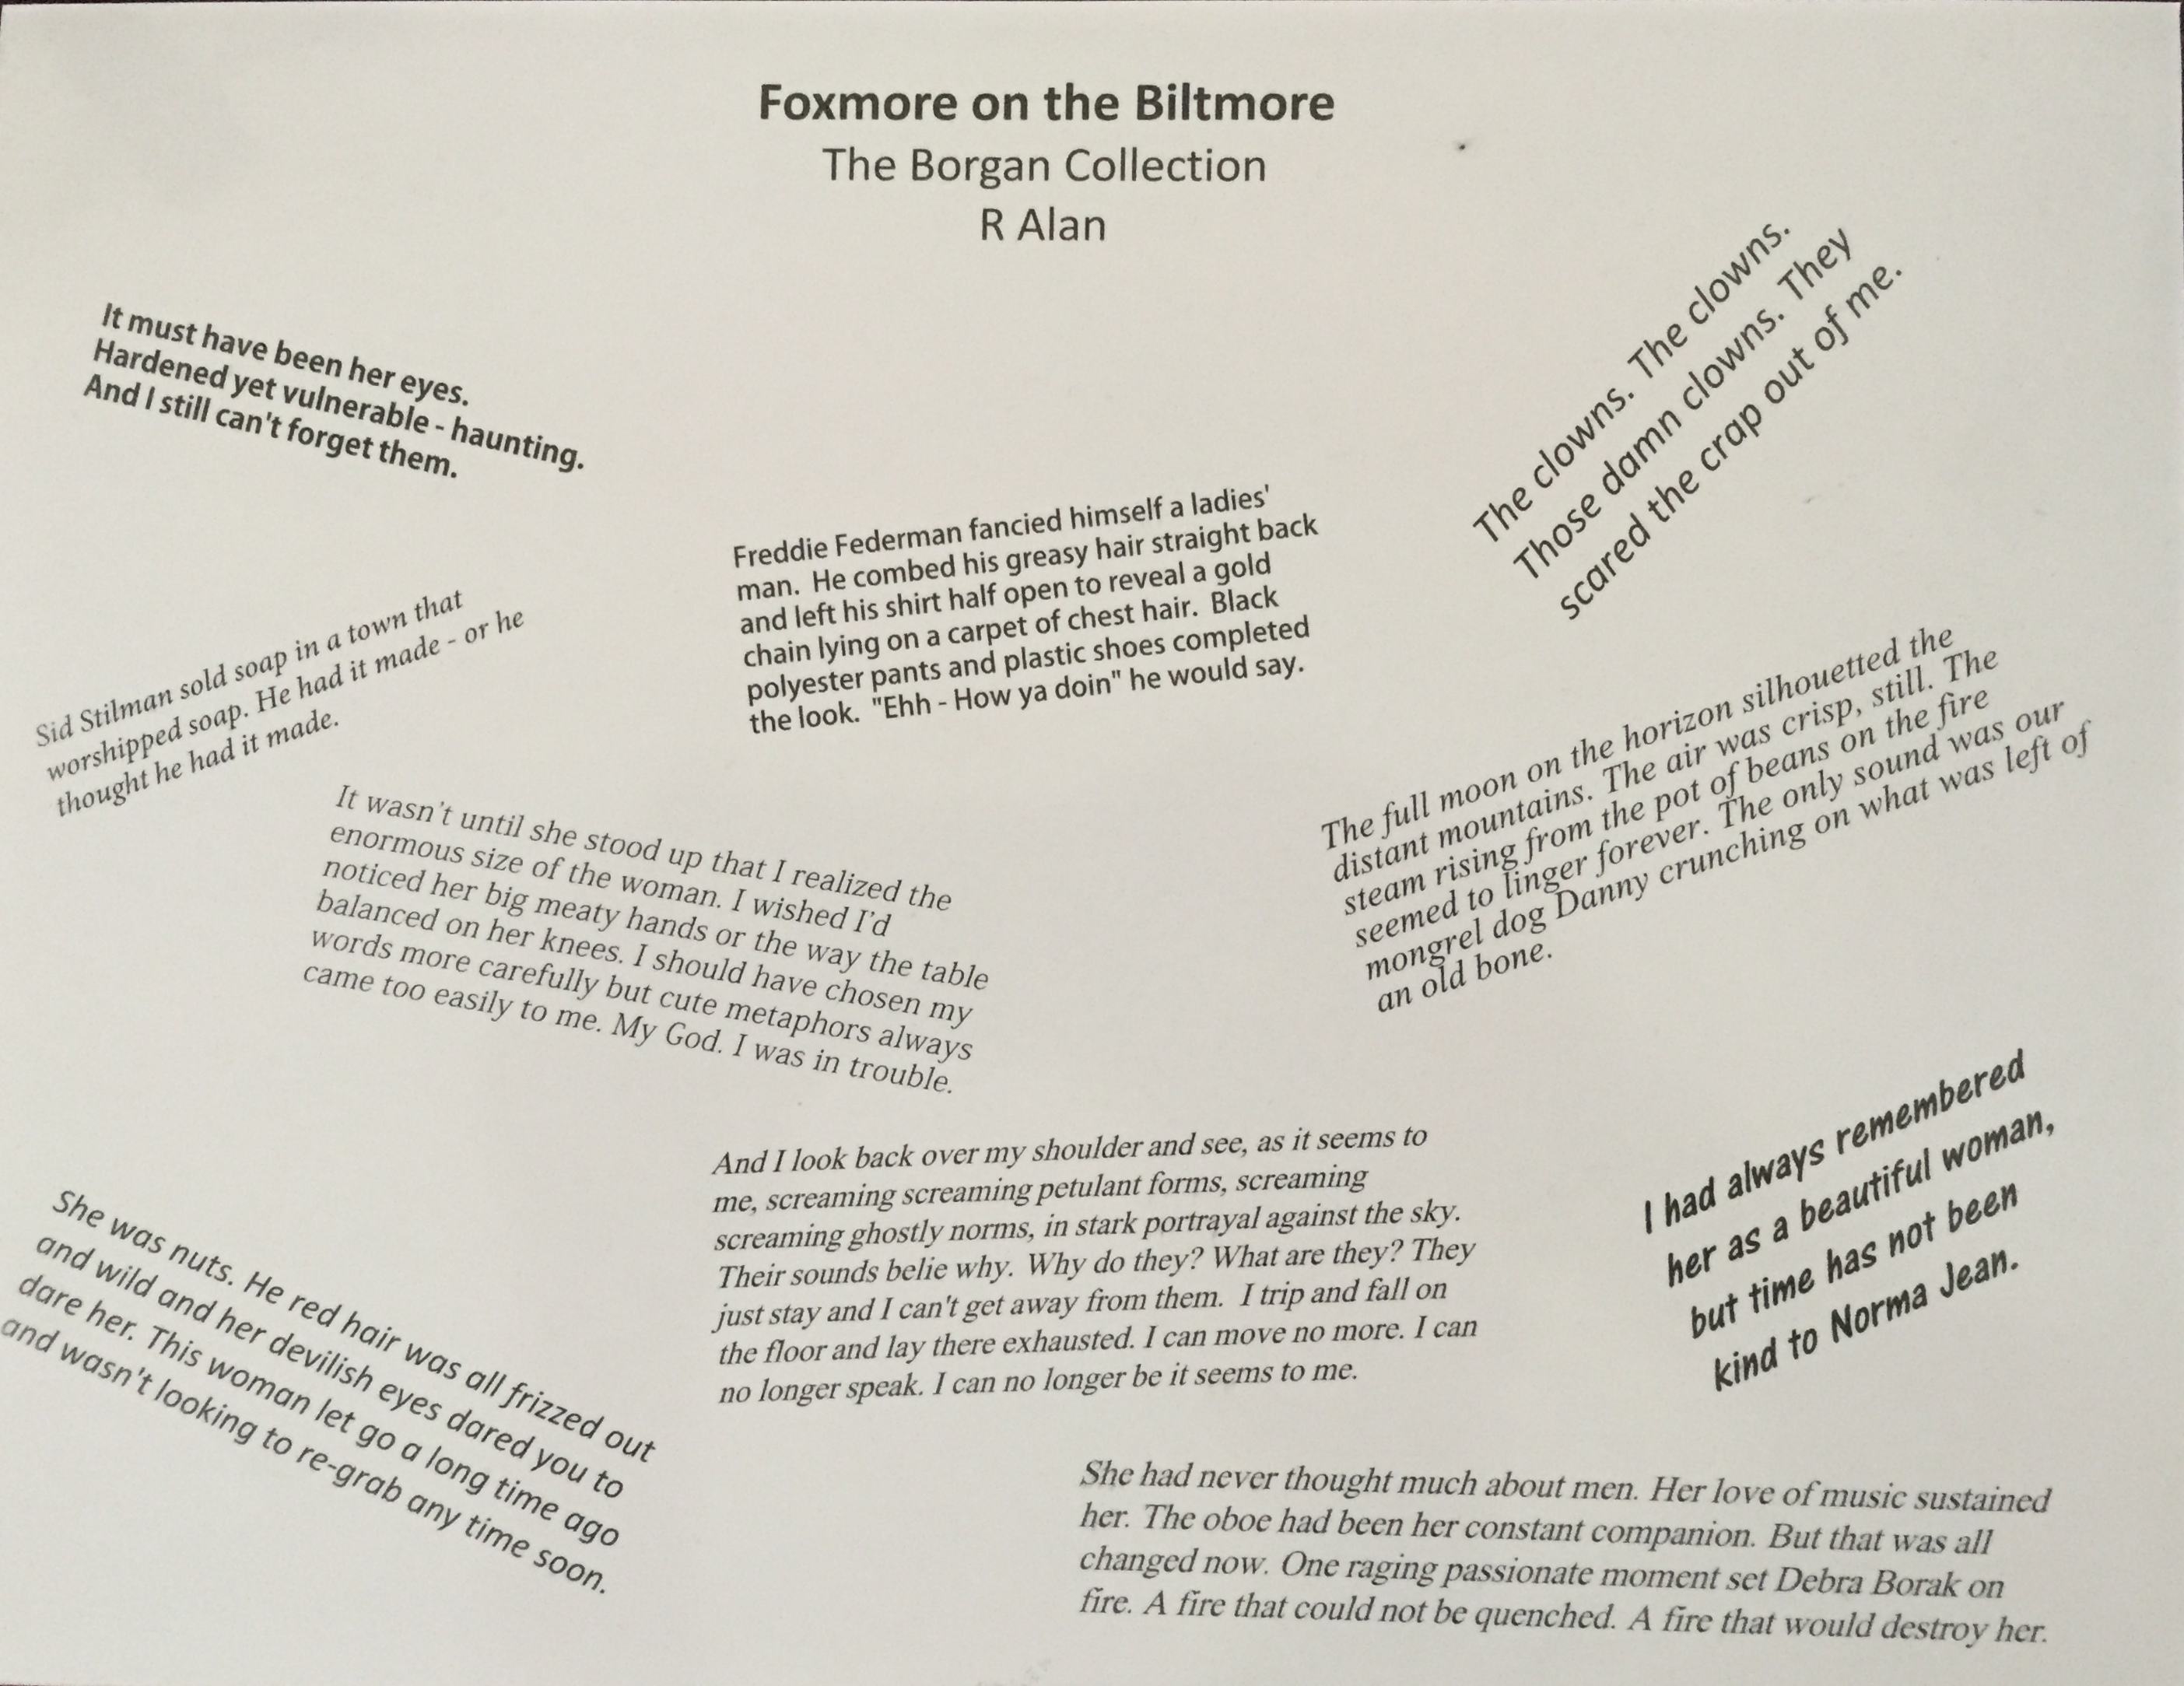 Foxmore on the Biltmore
The Borgan Collection
R Alan
It must have been her eyes.
Hardened yet vulnerable - haunting.
And I still can't forget them.
The clowns. The clowns.
Those damn clowns. They
scared the crap out of me.
Freddie Federman fancied himself a ladies'
man. He combed his greasy hair straight back
and left his shirt half open to reveal a gold
chain lying on a carpet of chest hair. Black
polyester pants and plastic shoes completed
the look. "Ehh - How ya doin" he would say.
Sid Stilman sold soap in a town that
worshipped soap. He had it made - or he
thought he had it made.
The full moon on the horizon silhouetted the
distant mountains. The air was crisp, still. The
steam rising from the pot of beans on the fire
seemed to linger forever. The only sound was our
mongrel dog Danny crunching on what was left of
an old bone.
It wasn't until she stood up that I realized the
enormous size of the woman. I wished I'd
noticed her big meaty hands or the way the table
balanced on her knees. I should have chosen my
words more carefully but cute metaphors always
came too easily to me. My God. I was in trouble.
And I look back over my shoulder and see, as it seems to
me, screaming screaming petulant forms, screaming
screaming ghostly norms, in stark portrayal against the sky.
Their sounds belie why. Why do they? What are they? They
just stay and I can't get away from them. I trip and fall on
the floor and lay there exhausted. I can move no more. I can
no longer speak. I can no longer be it seems to me.
I had always remembered
her as a beautiful woman,
but time has not been
kind to Norma Jean.
She was nuts. He red hair was all frizzed out
and wild and her devilish eyes dared you to
dare her. This woman let go a long time ago
and wasn't looking to re-grab any time soon.
She had never thought much about men. Her love of music sustained
her. The oboe had been her constant companion. But that was all
changed now. One raging passionate moment set Debra Borak on
fire. A fire that could not be quenched. A fire that would destroy her.